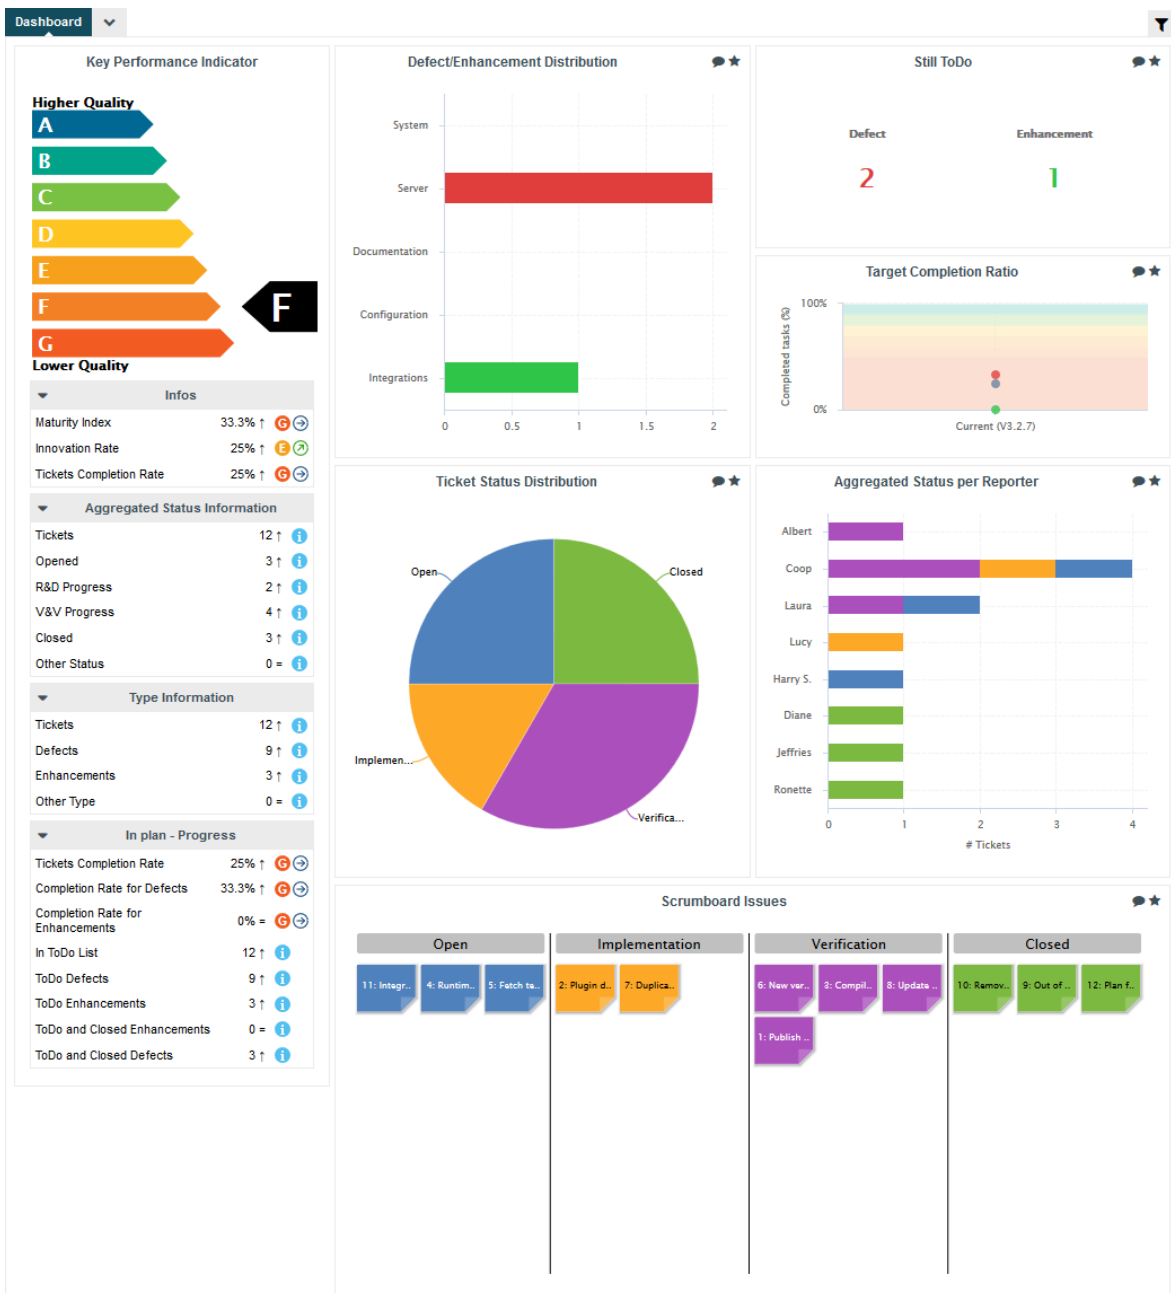 Dashboard
Key Performance Indicator
Higher Quality
A
B
C
D
E
F
F
G
Lower Quality
Infos
Maturity Index 33.3% ↑ G
Innovation Rate 25% ↑ E
Tickets Completion Rate 25% ↑ G
Aggregated Status Information
Tickets 12 ↑ i
Opened 3 ↑ i
R&D Progress 2 ↑ i
V&V Progress 4 ↑ i
Closed 3 ↑ i
Other Status 0 = i
Type Information
Tickets 12 ↑ i
Defects 9 ↑ i
Enhancements 3 ↑ i
Other Type 0 = i
In plan - Progress
Tickets Completion Rate 25% ↑ G
Completion Rate for Defects 33.3% ↑ G
Completion Rate for
Enhancements 0% = G
In ToDo List 12 ↑ i
ToDo Defects 9 ↑ i
ToDo Enhancements 3 ↑ i
ToDo and Closed Enhancements 0 = i
ToDo and Closed Defects 3 ↑ i
Defect/Enhancement Distribution
System
Server
Documentation
Configuration
Integrations
0 0.5 1 1.5 2
Still ToDo
Defect Enhancement
2 1
Target Completion Ratio
Completed tasks (%)
100%
0%
Current (V3.2.7)
Ticket Status Distribution
Open
Closed
Implemen...
Verifica...
Aggregated Status per Reporter
Albert
Coop
Laura
Lucy
Harry S.
Diane
Jeffries
Ronette
0 1 2 3 4
# Tickets
Scrumboard Issues
Open Implementation Verification Closed
11: Integr.. 4: Runtim.. 5: Fetch te.. 2: Plugin d.. 7: Duplica.. 6: New ver.. 3: Compil.. 8: Update .. 10: Remov.. 9: Out of .. 12: Plan f..
1: Publish ..